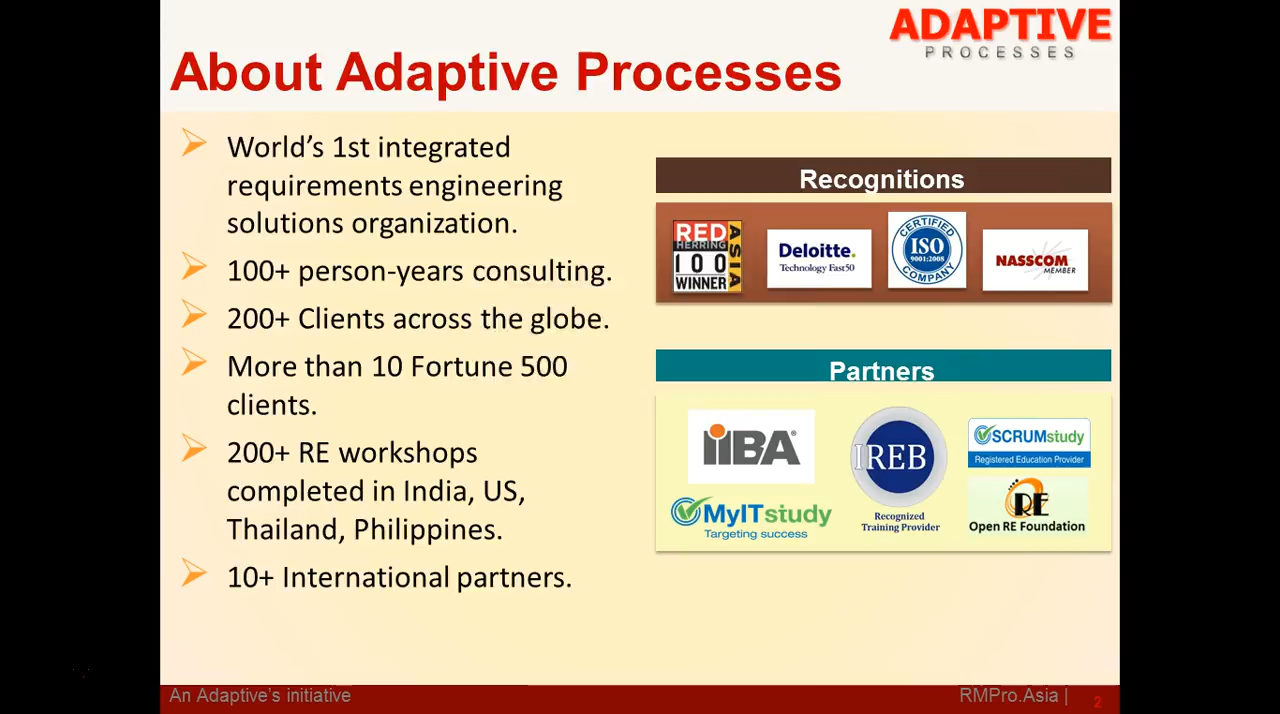 ADAPTIVE
PROCESSES
About Adaptive Processes
World's 1st integrated
requirements engineering
solutions organization.
100+ person-years consulting.
200+ Clients across the globe.
More than 10 Fortune 500
clients.
200+ RE workshops
completed in India, US,
Thailand, Philippines.
10+ International partners.
Recognitions
RED
HERRING
100
WINNER
ASIA
Deloitte.
Technology Fast50
CERTIFIED
ISO
9001:2008
COMPANY
NASSCOM
MEMBER
Partners
iiBA®
IREB
Recognized
Training Provider
SCRUMstudy
Registered Education Provider
MyITstudy
Targeting success
RE
Open RE Foundation
An Adaptive's initiative
RMPro.Asia |
2